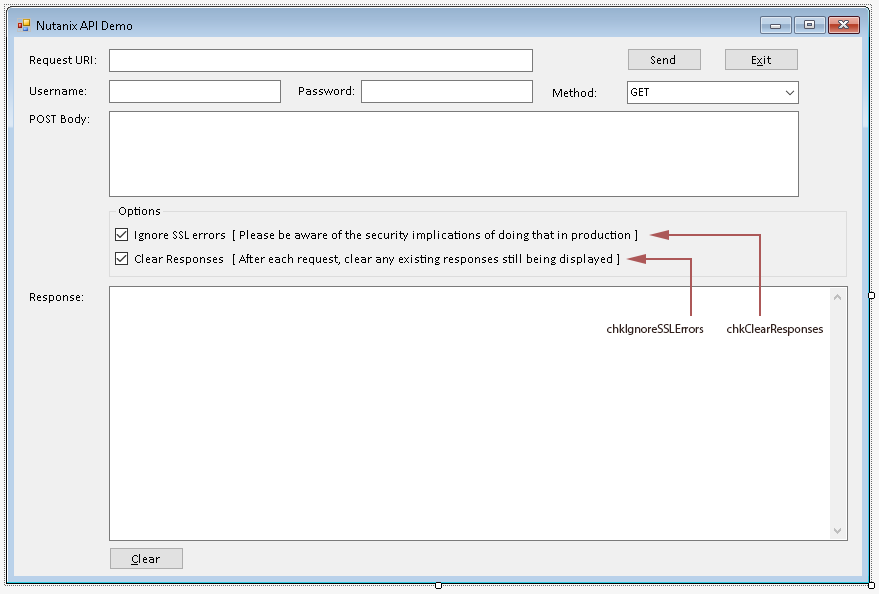 Nutanix API Demo
Request URI:
Send
Exit
Username:
Password:
Method:
GET
POST Body:
Options
Ignore SSL errors [ Please be aware of the security implications of doing that in production ]
Clear Responses [ After each request, clear any existing responses still being displayed ]
Response:
chkIgnoreSSLErrors
chkClearResponses
Clear